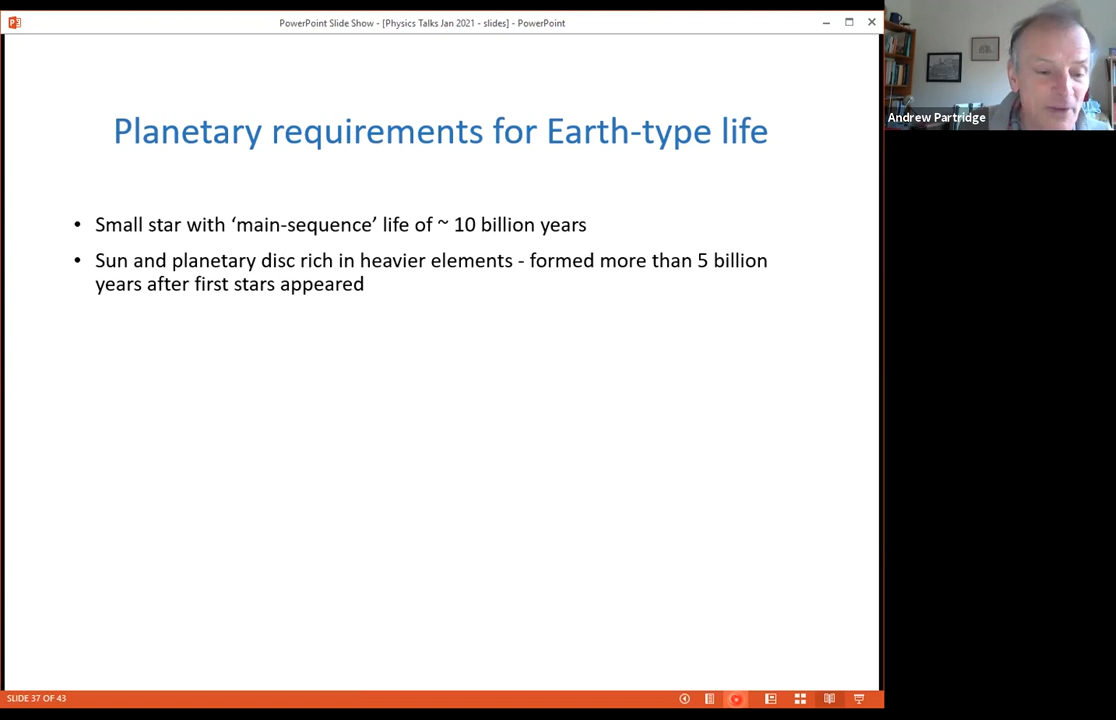 PowerPoint Slide Show - [Physics Talks Jan 2021 - slides] - PowerPoint
Andrew Partridge
Planetary requirements for Earth-type life
• Small star with ‘main-sequence’ life of ~ 10 billion years
• Sun and planetary disc rich in heavier elements - formed more than 5 billion
years after first stars appeared
SLIDE 37 OF 43